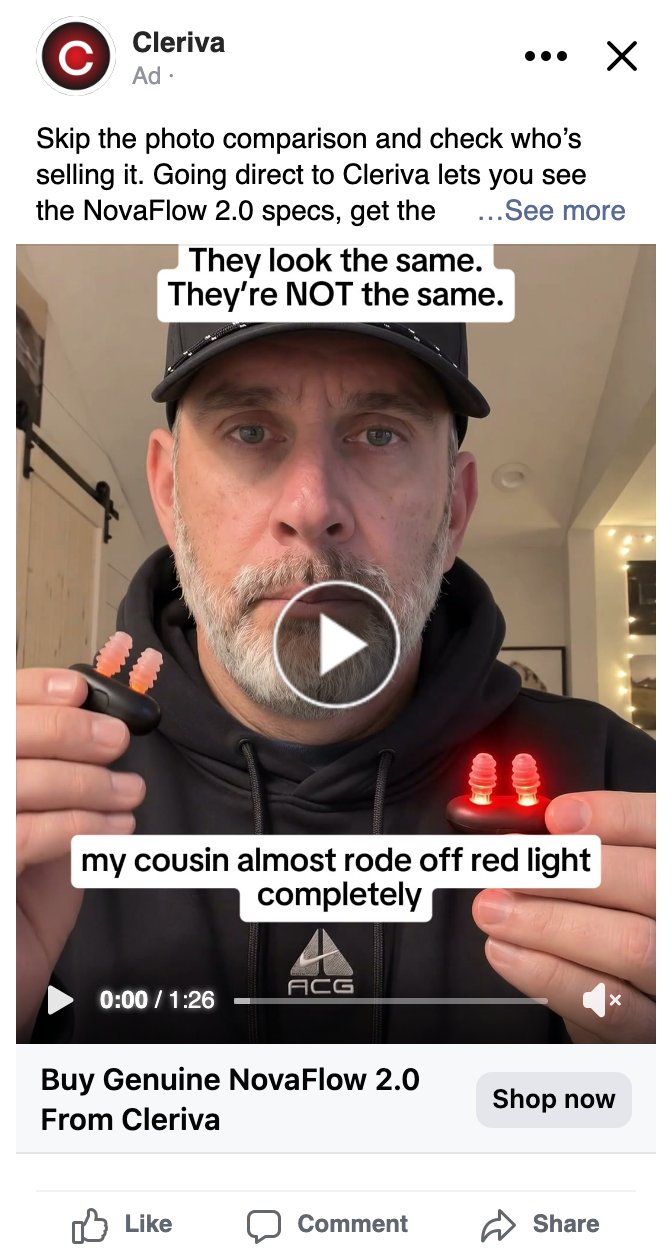 C
Cleriva
Ad ·
Skip the photo comparison and check who's
selling it. Going direct to Cleriva lets you see
the NovaFlow 2.0 specs, get the ...See more
They look the same.
They're NOT the same.
my cousin almost rode off red light
completely
ACG
0:00 / 1:26
Buy Genuine NovaFlow 2.0
From Cleriva
Shop now
Like Comment Share